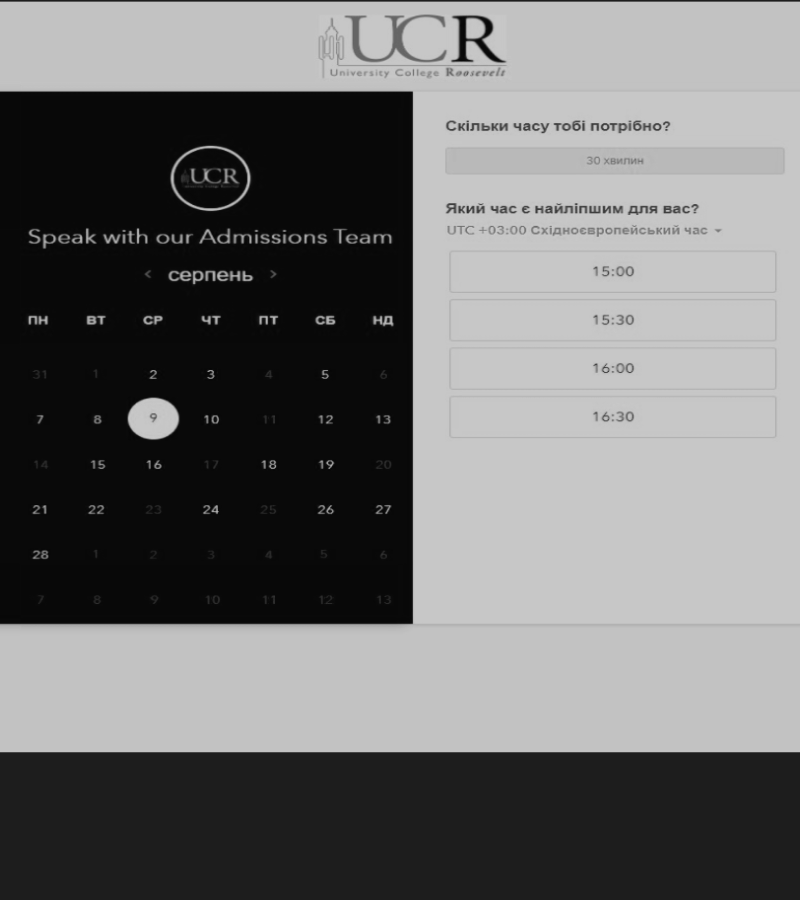 UCR
University College Roosevelt
UCR
Speak with our Admissions Team
< серпень >
ПН ВТ СР ЧТ ПТ СБ НД
31 1 2 3 4 5 6
7 8 9 10 11 12 13
14 15 16 17 18 19 20
21 22 23 24 25 26 27
28 1 2 3 4 5 6
7 8 9 10 11 12 13
Скільки часу тобі потрібно?
30 хвилин
Який час є найліпшим для вас?
UTC +03:00 Східноєвропейський час
15:00
15:30
16:00
16:30